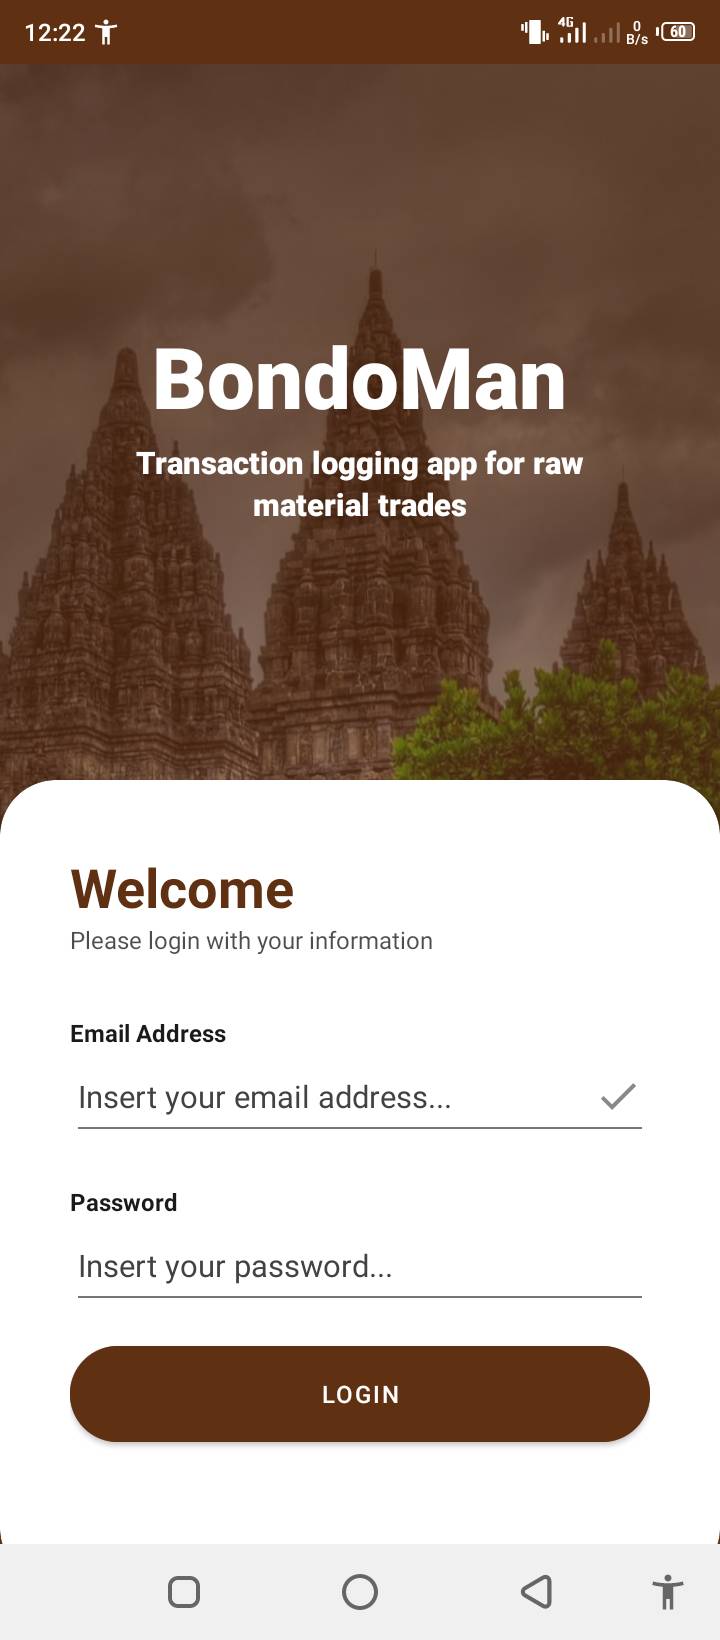 12:22
4G
0
B/s
60
BondoMan
Transaction logging app for raw
material trades
Welcome
Please login with your information
Email Address
Insert your email address...
Password
Insert your password...
LOGIN